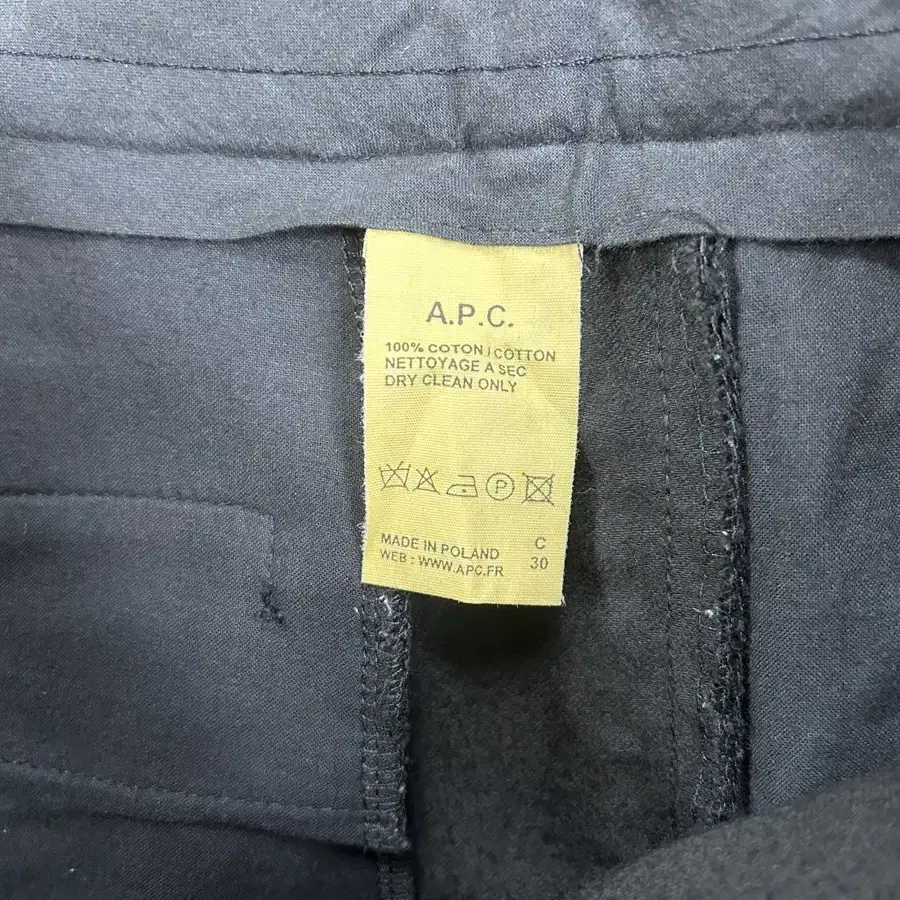 A.P.C.
100% COTON / COTTON
NETTOYAGE A SEC
DRY CLEAN ONLY
P
MADE IN POLAND C
WEB : WWW.APC.FR 30